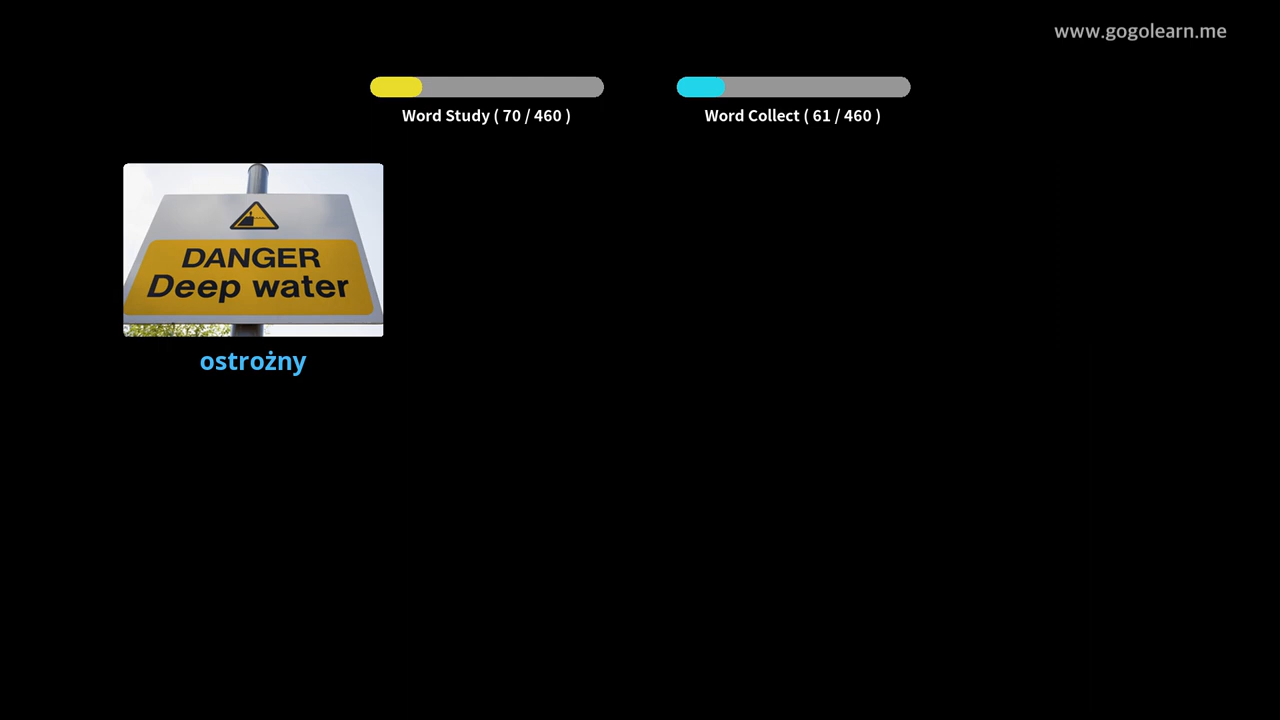 www.gogolearn.me
Word Study ( 70 / 460 )
Word Collect ( 61 / 460 )
DANGER
Deep water
ostrożny